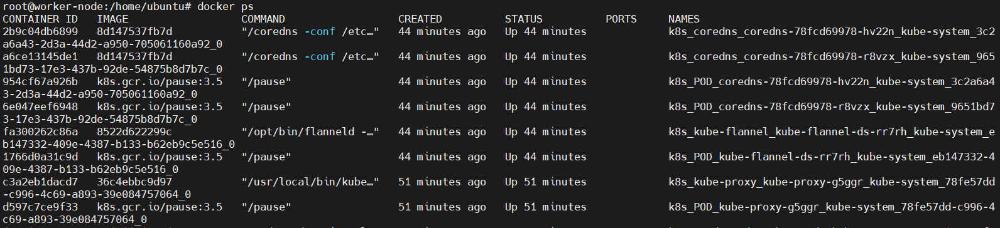 root@worker-node:/home/ubuntu# docker ps
CONTAINER ID   IMAGE                  COMMAND                  CREATED          STATUS          PORTS     NAMES
2b9c04db6899   8d147537fb7d           "/coredns -conf /etc…"   44 minutes ago   Up 44 minutes             k8s_coredns_coredns-78fcd69978-hv22n_kube-system_3c2
a6a43-2d3a-44d2-a950-705061160a92_0
a6ce13145de1   8d147537fb7d           "/coredns -conf /etc…"   44 minutes ago   Up 44 minutes             k8s_coredns_coredns-78fcd69978-r8vzx_kube-system_965
1bd73-17e3-437b-92de-54875b8d7b7c_0
954cf67a926b   k8s.gcr.io/pause:3.5   "/pause"                 44 minutes ago   Up 44 minutes             k8s_POD_coredns-78fcd69978-hv22n_kube-system_3c2a6a4
3-2d3a-44d2-a950-705061160a92_0
6e047eef6948   k8s.gcr.io/pause:3.5   "/pause"                 44 minutes ago   Up 44 minutes             k8s_POD_coredns-78fcd69978-r8vzx_kube-system_9651bd7
3-17e3-437b-92de-54875b8d7b7c_0
fa300262c86a   8522d622299c           "/opt/bin/flanneld -…"   44 minutes ago   Up 44 minutes             k8s_kube-flannel_kube-flannel-ds-rr7rh_kube-system_e
b147332-409e-4387-b133-b62eb9c5e516_0
1766d0a31c9d   k8s.gcr.io/pause:3.5   "/pause"                 44 minutes ago   Up 44 minutes             k8s_POD_kube-flannel-ds-rr7rh_kube-system_eb147332-4
09e-4387-b133-b62eb9c5e516_0
c3a2eb1dacd7   36c4ebbc9d97           "/usr/local/bin/kube…"   51 minutes ago   Up 51 minutes             k8s_kube-proxy_kube-proxy-g5ggr_kube-system_78fe57dd
-c996-4c69-a893-39e084757064_0
d597c7ce9f33   k8s.gcr.io/pause:3.5   "/pause"                 51 minutes ago   Up 51 minutes             k8s_POD_kube-proxy-g5ggr_kube-system_78fe57dd-c996-4
c69-a893-39e084757064_0